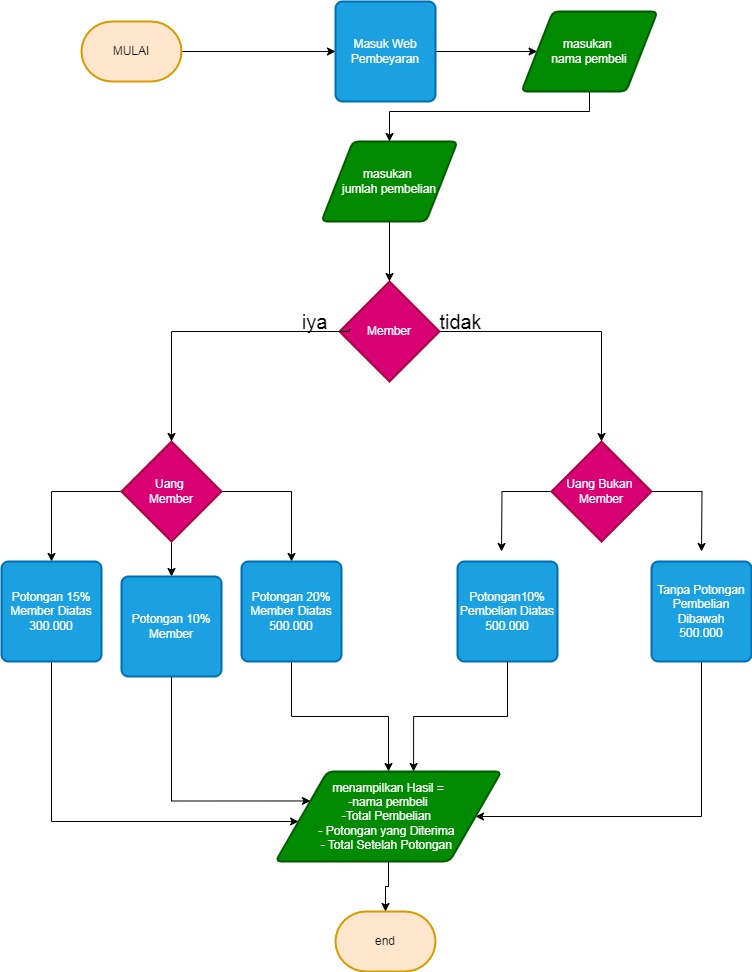 MULAI
Masuk Web
Pembeyaran
masukan
nama pembeli
masukan
jumlah pembelian
iya
Member
tidak
Uang
Member
Uang Bukan
Member
Potongan 15%
Member Diatas
300.000
Potongan 10%
Member
Potongan 20%
Member Diatas
500.000
Potongan10%
Pembelian Diatas
500.000
Tanpa Potongan
Pembelian
Dibawah
500.000
menampilkan Hasil =
-nama pembeli
-Total Pembelian
- Potongan yang Diterima
- Total Setelah Potongan
end